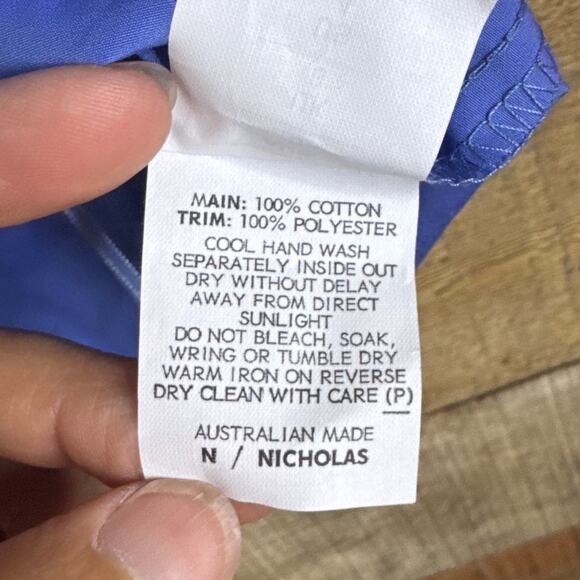 MAIN: 100% COTTON
TRIM: 100% POLYESTER
COOL HAND WASH
SEPARATELY INSIDE OUT
DRY WITHOUT DELAY
AWAY FROM DIRECT
SUNLIGHT
DO NOT BLEACH, SOAK,
WRING OR TUMBLE DRY
WARM IRON ON REVERSE
DRY CLEAN WITH CARE (P)
AUSTRALIAN MADE
N / NICHOLAS